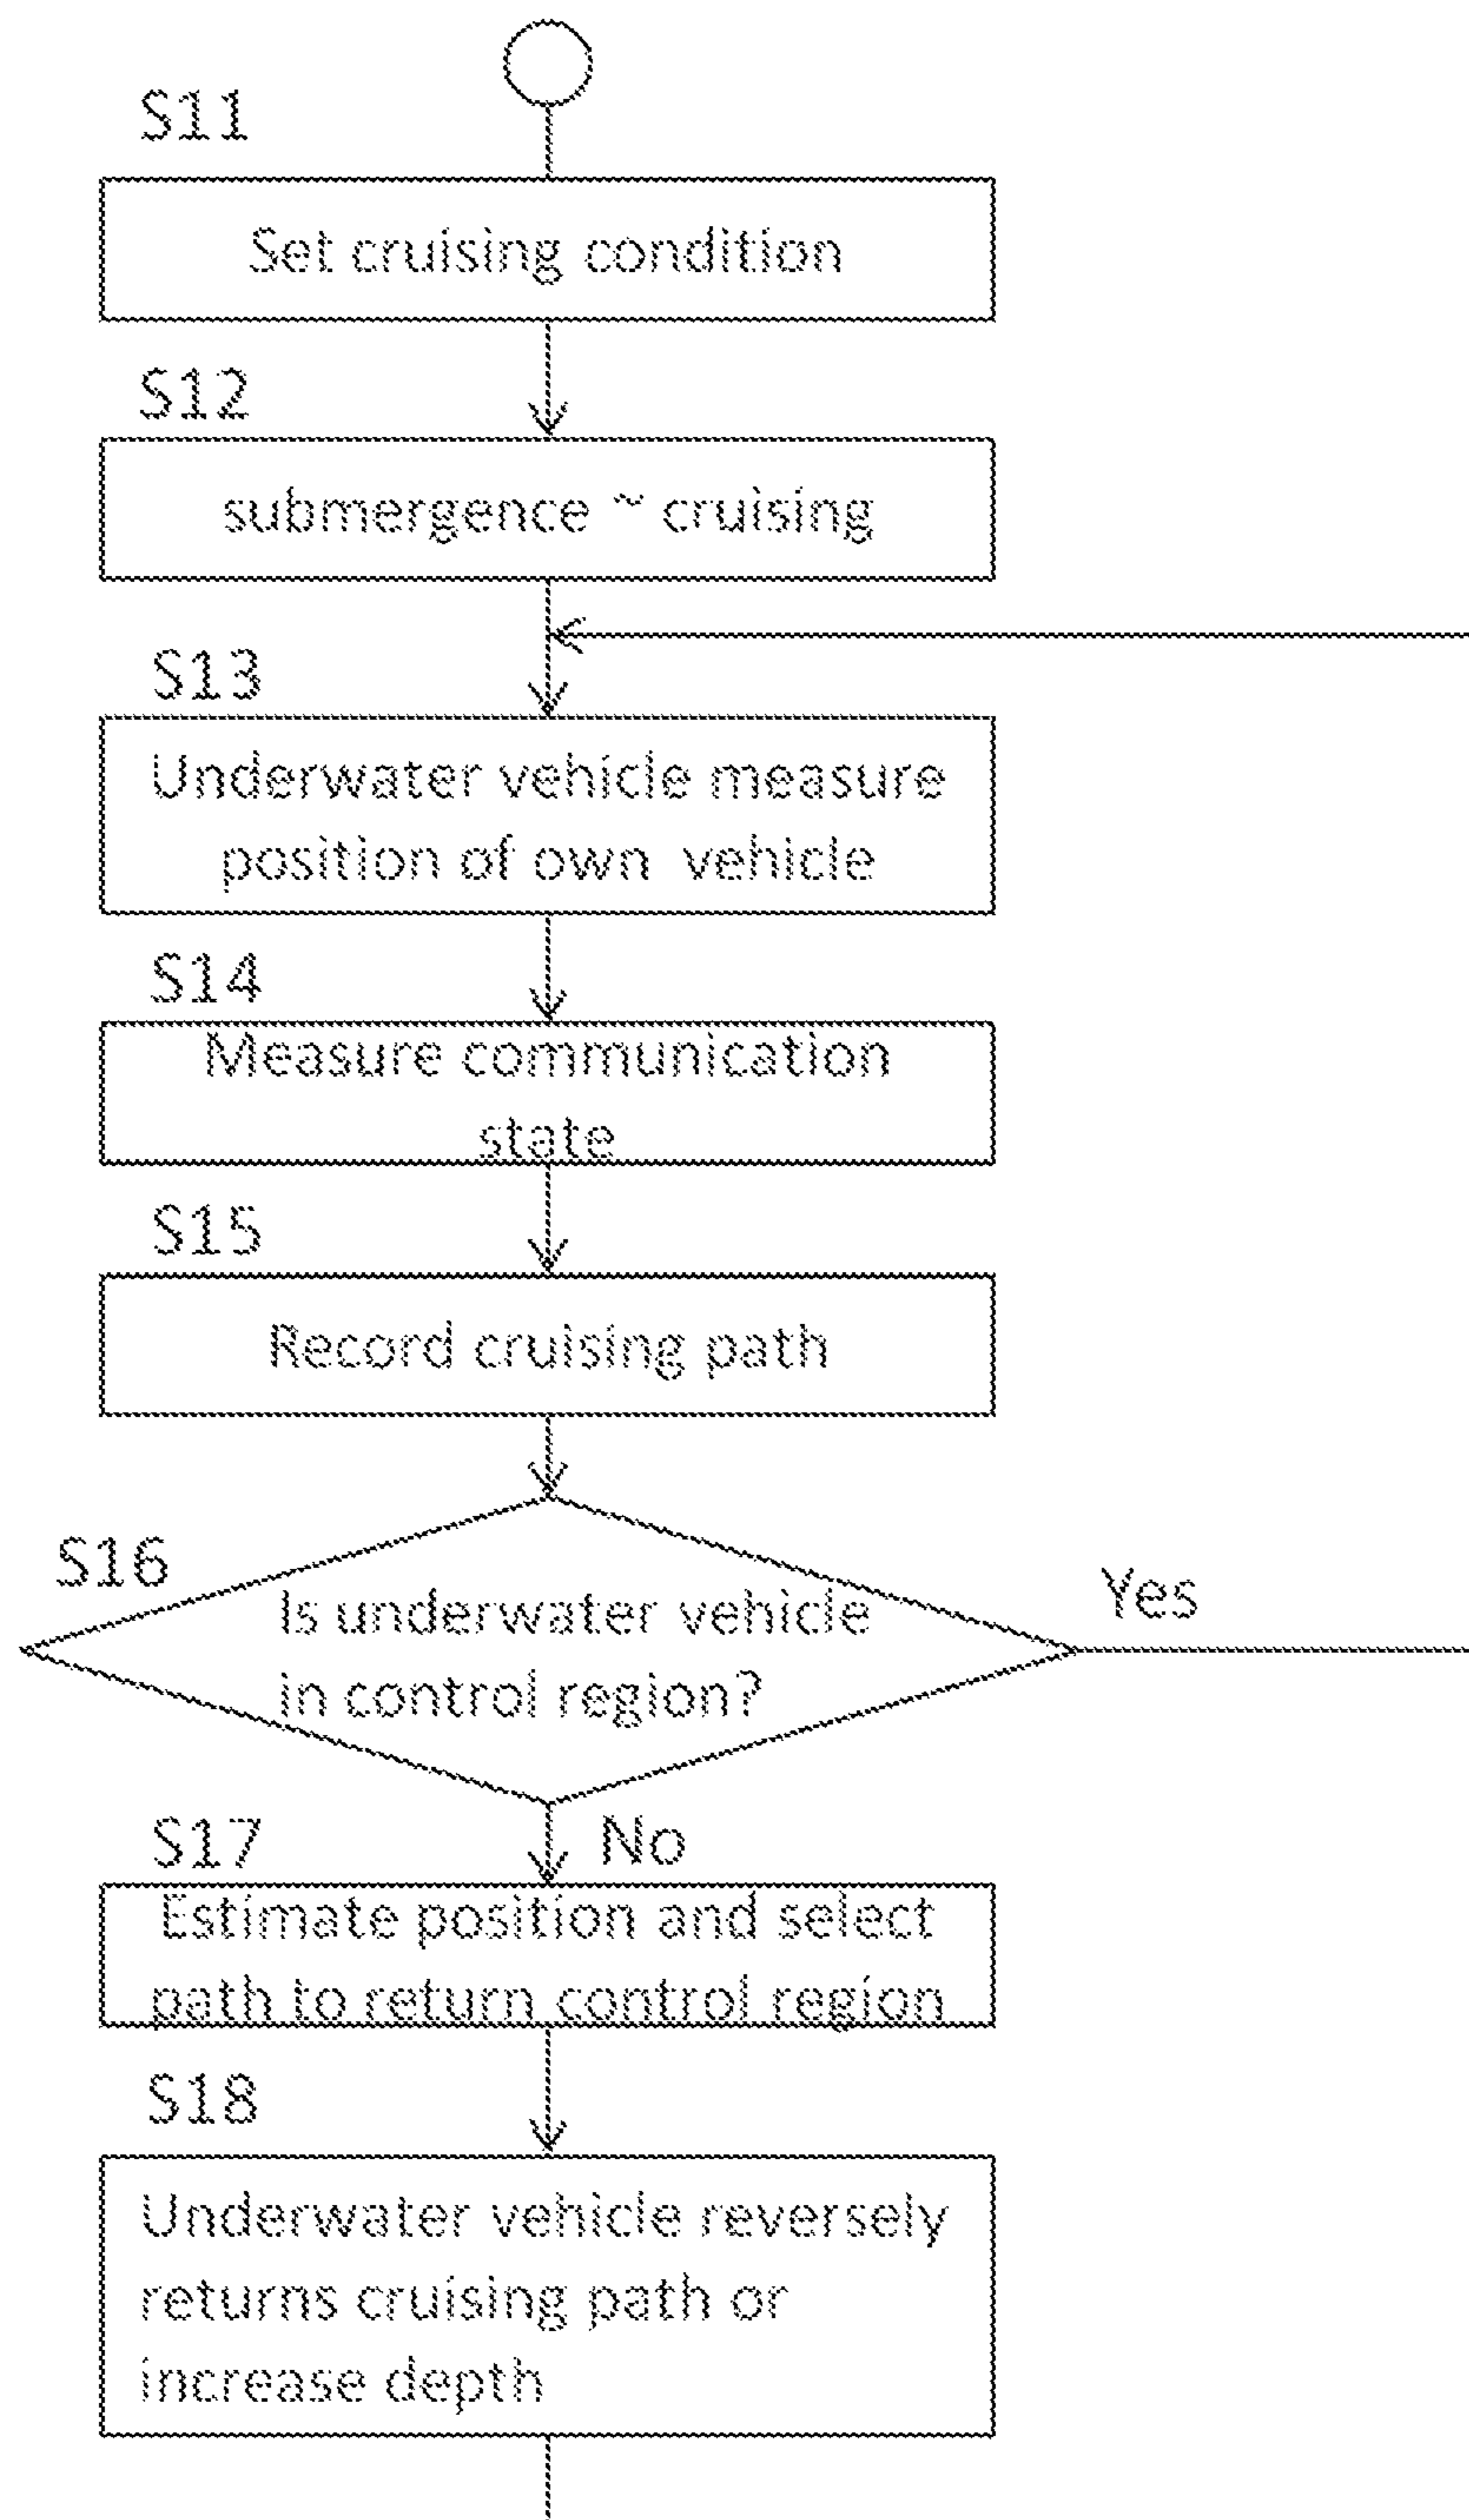 S11
Set cruising condition
S12
submergence ~ cruising
S13
Underwater vehicle measure
position of own vehicle
S14
Measure communication
state
S15
Record cruising path
S16
Is underwater vehicle
in control region?
Yes
S17
No
Estimate position and select
path to return control region
S18
Underwater vehicle reversely
returns cruising path or
increase depth